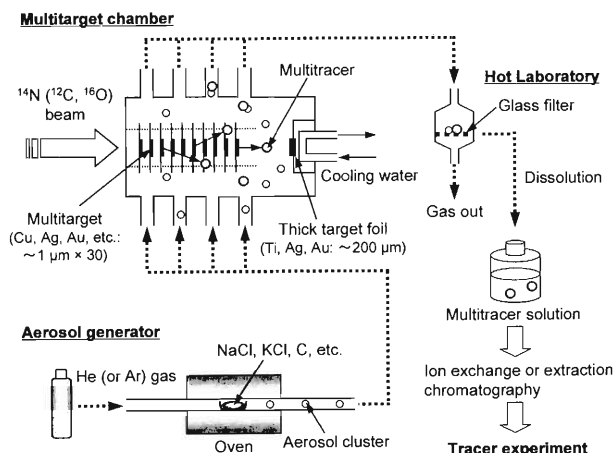 Multitarget chamber
¹⁴N (¹²C, ¹⁶O)
beam
Multitracer
Hot Laboratory
Glass filter
Cooling water
Dissolution
Gas out
Multitarget
(Cu, Ag, Au, etc.:
~1 μm × 30)
Thick target foil
(Ti, Ag, Au: ~200 μm)
Multitracer solution
Aerosol generator
NaCl, KCl, C, etc.
He (or Ar) gas
Oven
Aerosol cluster
Ion exchange or extraction
chromatography
Tracer experiment